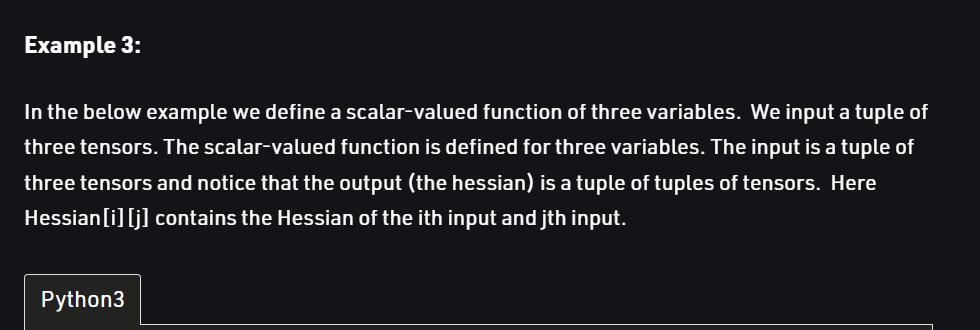 Example 3:
In the below example we define a scalar-valued function of three variables.  We input a tuple of
three tensors. The scalar-valued function is defined for three variables. The input is a tuple of
three tensors and notice that the output (the hessian) is a tuple of tuples of tensors.  Here
Hessian[i][j] contains the Hessian of the ith input and jth input.
Python3